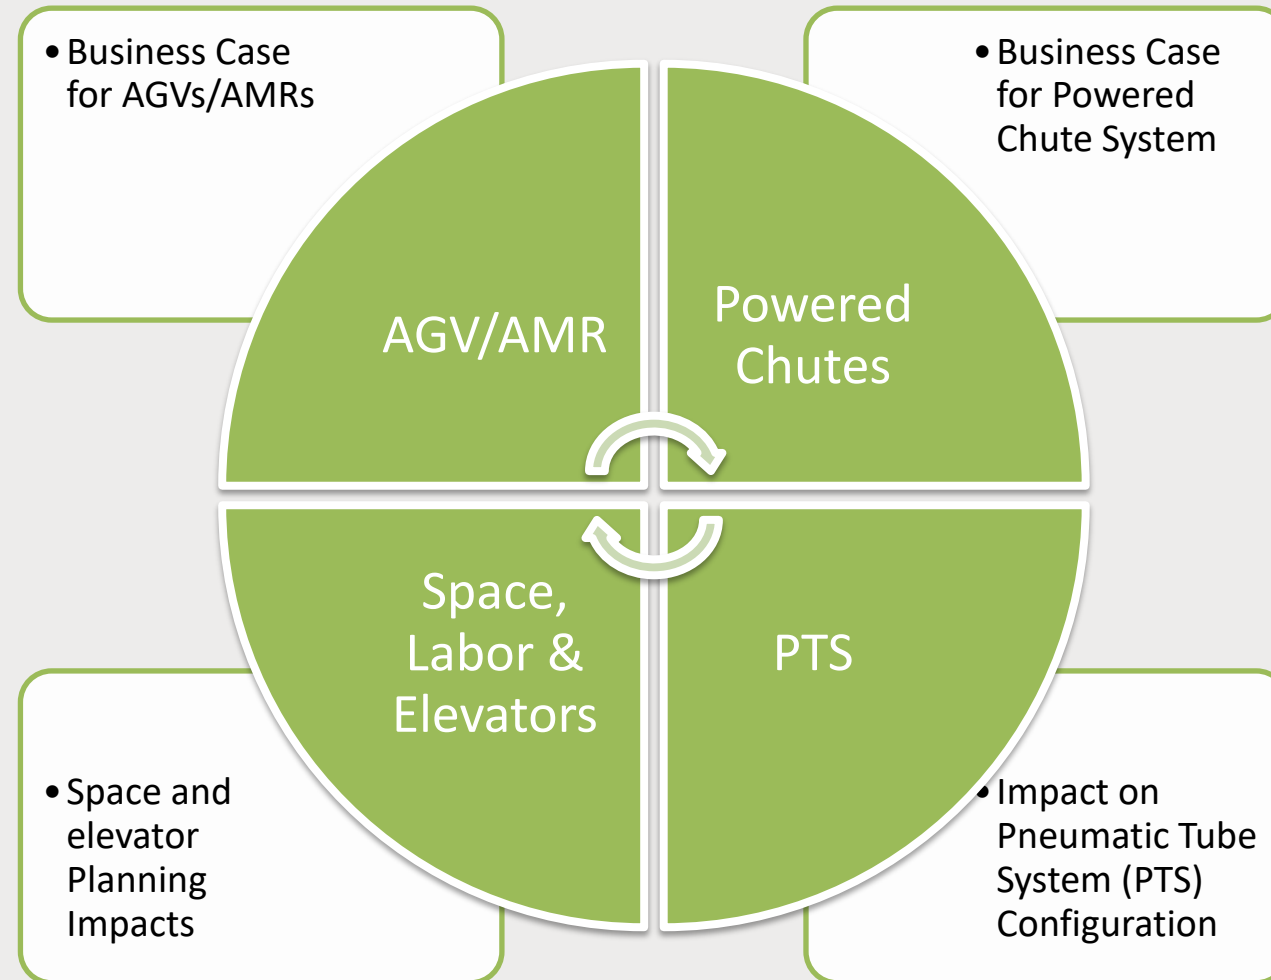 • Business Case
for AGVs/AMRs
• Business Case
for Powered
Chute System
AGV/AMR
Powered
Chutes
Space,
Labor &
Elevators
PTS
• Space and
elevator
Planning
Impacts
• Impact on
Pneumatic Tube
System (PTS)
Configuration